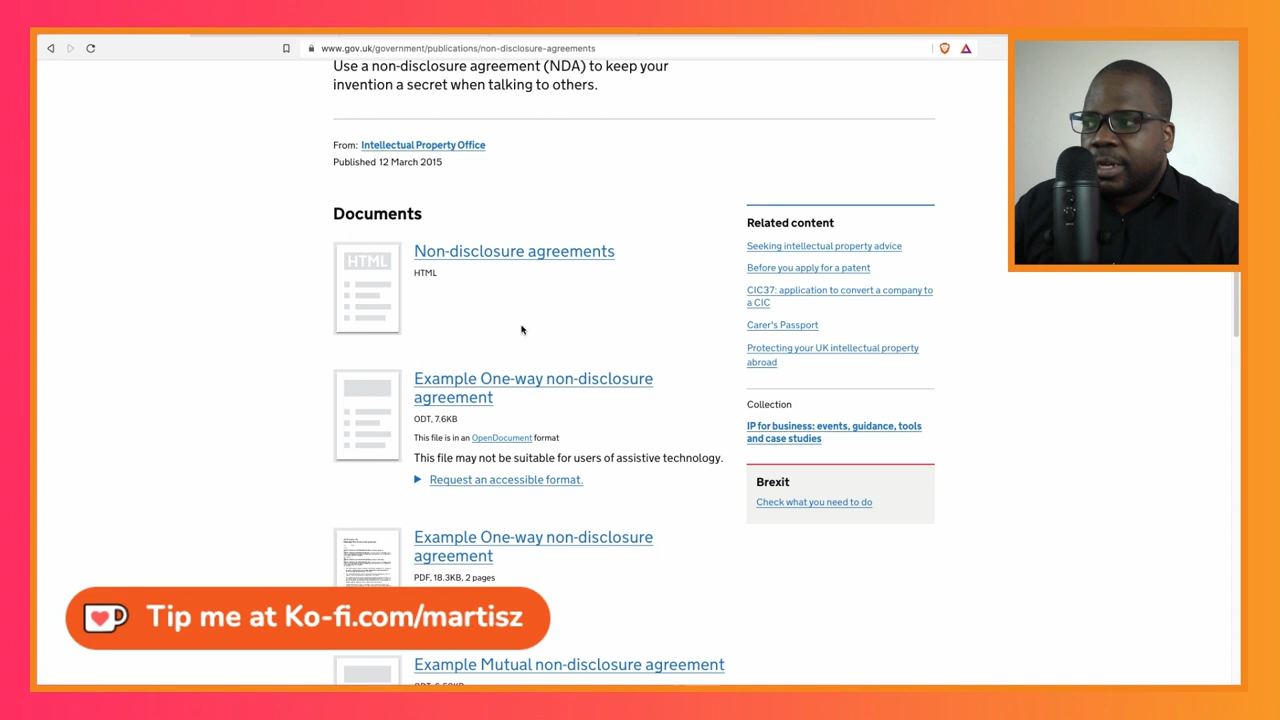 www.gov.uk/government/publications/non-disclosure-agreements
Use a non-disclosure agreement (NDA) to keep your
invention a secret when talking to others.
From: Intellectual Property Office
Published 12 March 2015
Documents
HTML
Non-disclosure agreements
HTML
Example One-way non-disclosure
agreement
ODT, 7.6KB
This file is in an OpenDocument format
This file may not be suitable for users of assistive technology.
Request an accessible format.
Example One-way non-disclosure
agreement
PDF, 18.3KB, 2 pages
Example Mutual non-disclosure agreement
Related content
Seeking intellectual property advice
Before you apply for a patent
CIC37: application to convert a company to
a CIC
Carer's Passport
Protecting your UK intellectual property
abroad
Collection
IP for business: events, guidance, tools
and case studies
Brexit
Check what you need to do
Tip me at Ko-fi.com/martisz